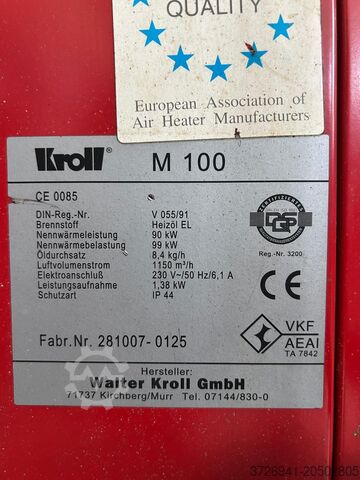 QUALITY
European Association of
Air Heater Manufacturers
Kroll® M 100
CE 0085
DIN-Reg.-Nr. V 055/91
Brennstoff Heizöl EL
Nennwärmeleistung 90 kW
Nennwärmebelastung 99 kW
Öldurchsatz 8,4 kg/h
Luftvolumenstrom 1150 m³/h
Elektroanschluß 230 V~/50 Hz/6,1 A
Leistungsaufnahme 1,38 kW
Schutzart IP 44
DQS
Reg.-Nr. 3200
VKF
AEAI
TA 7842
Fabr.Nr. 281007-0125
Hersteller:
Walter Kroll GmbH
71737 Kirchberg/Murr Tel. 07144/830-0
3728941-20501805